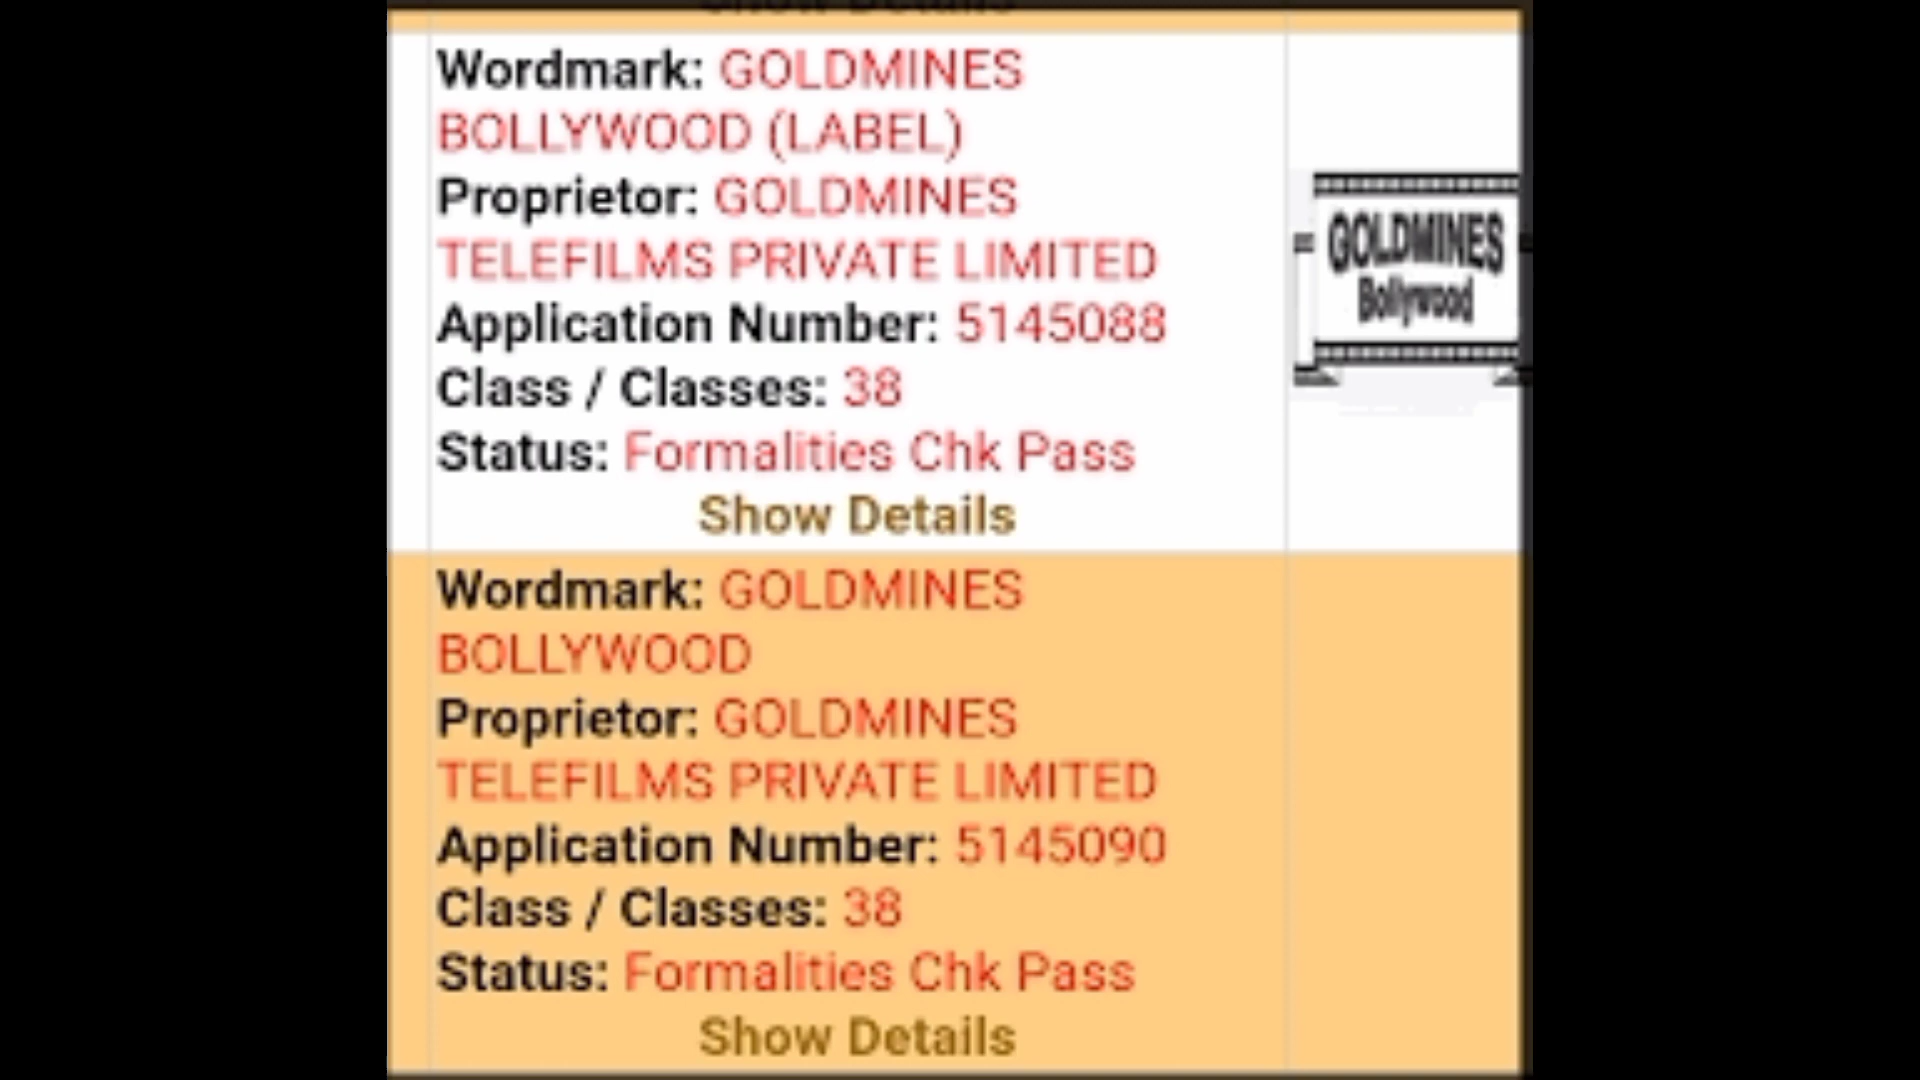 Show Details
Wordmark: GOLDMINES
BOLLYWOOD (LABEL)
Proprietor: GOLDMINES
TELEFILMS PRIVATE LIMITED
Application Number: 5145088
Class / Classes: 38
Status: Formalities Chk Pass
Show Details
GOLDMINES
Bollywood
Wordmark: GOLDMINES
BOLLYWOOD
Proprietor: GOLDMINES
TELEFILMS PRIVATE LIMITED
Application Number: 5145090
Class / Classes: 38
Status: Formalities Chk Pass
Show Details